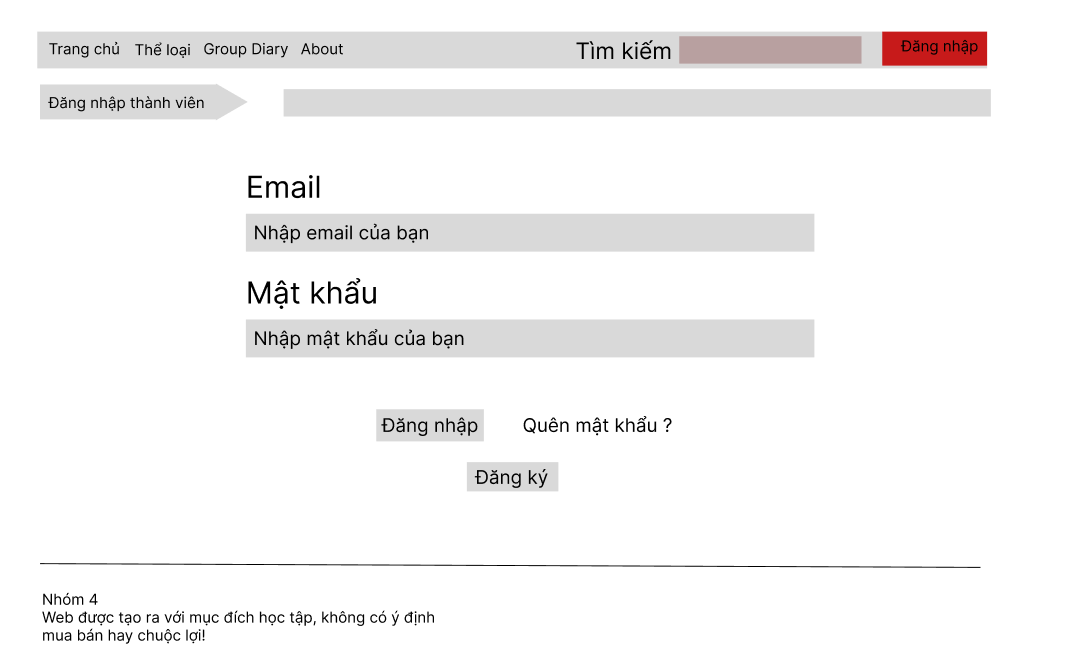 Trang chủ Thể loại Group Diary About Tìm kiếm Đăng nhập
Đăng nhập thành viên
Email
Nhập email của bạn
Mật khẩu
Nhập mật khẩu của bạn
Đăng nhập Quên mật khẩu ?
Đăng ký
Nhóm 4
Web được tạo ra với mục đích học tập, không có ý định
mua bán hay chuộc lợi!